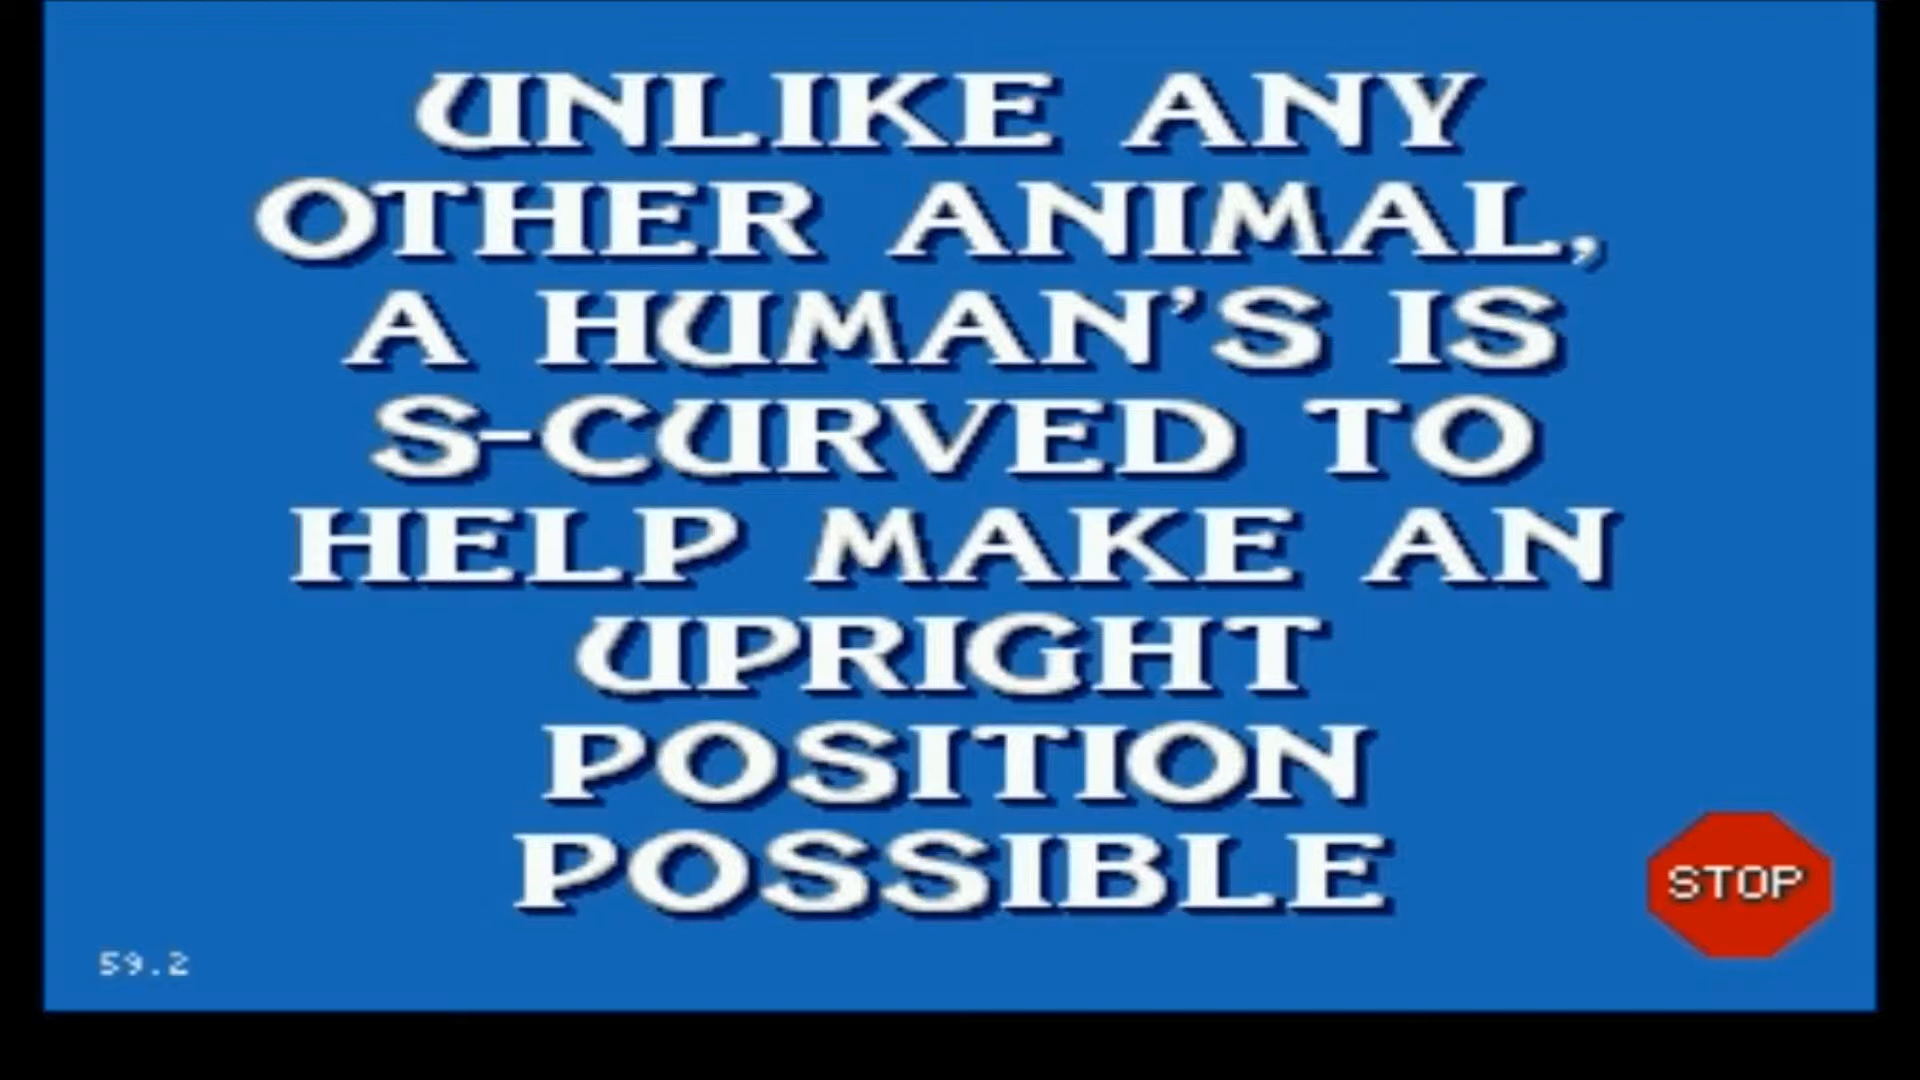 UNLIKE ANY
OTHER ANIMAL,
A HUMAN'S IS
S-CURVED TO
HELP MAKE AN
UPRIGHT
POSITION
POSSIBLE
STOP
59.2